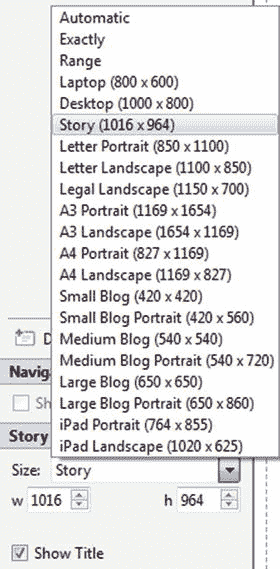 Automatic
Exactly
Range
Laptop (800 x 600)
Desktop (1000 x 800)
Story (1016 x 964)
Letter Portrait (850 x 1100)
Letter Landscape (1100 x 850)
Legal Landscape (1150 x 700)
A3 Portrait (1169 x 1654)
A3 Landscape (1654 x 1169)
A4 Portrait (827 x 1169)
A4 Landscape (1169 x 827)
Small Blog (420 x 420)
Small Blog Portrait (420 x 560)
Medium Blog (540 x 540)
Medium Blog Portrait (540 x 720)
Large Blog (650 x 650)
Large Blog Portrait (650 x 860)
iPad Portrait (764 x 855)
iPad Landscape (1020 x 625)
D
Naviga
Sh
Story
Size: Story
w 1016 h 964
Show Title